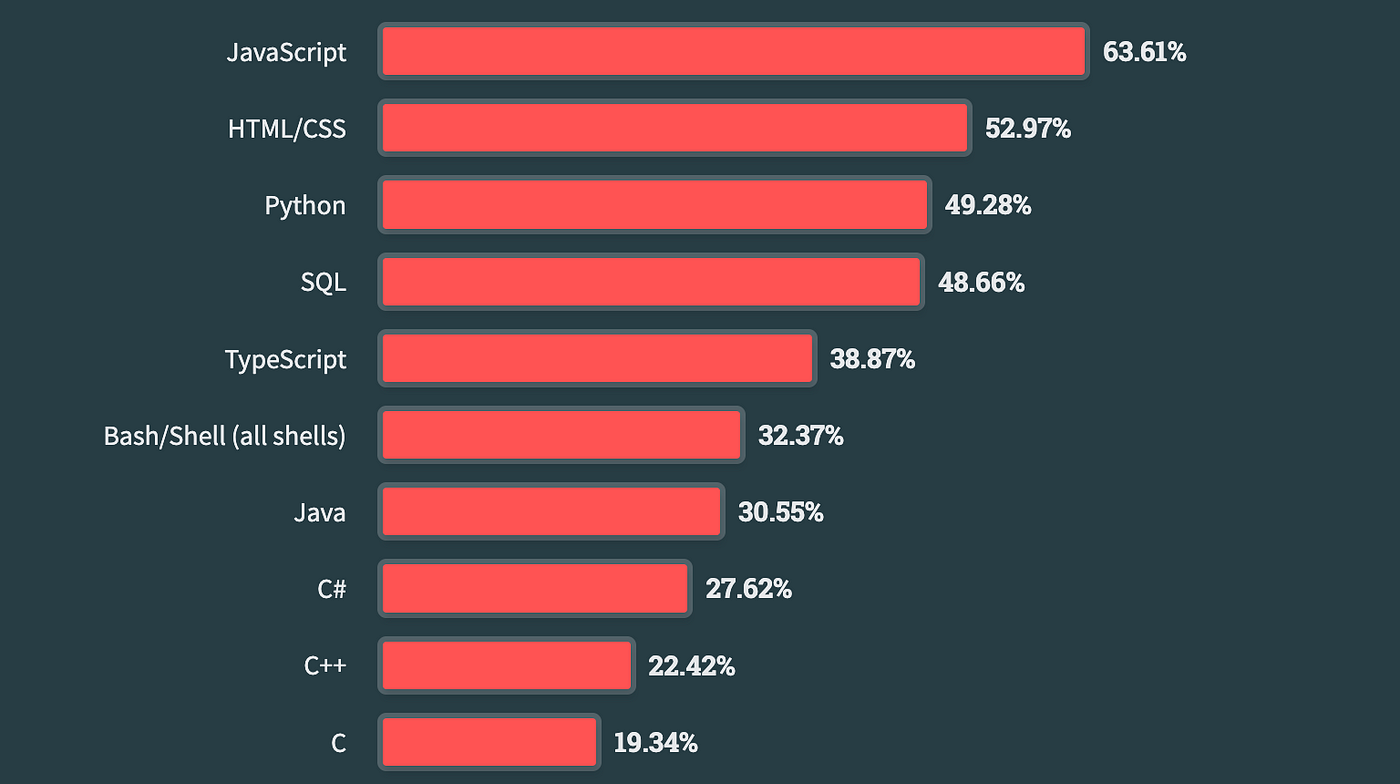 JavaScript 63.61%
HTML/CSS 52.97%
Python 49.28%
SQL 48.66%
TypeScript 38.87%
Bash/Shell (all shells) 32.37%
Java 30.55%
C# 27.62%
C++ 22.42%
C 19.34%